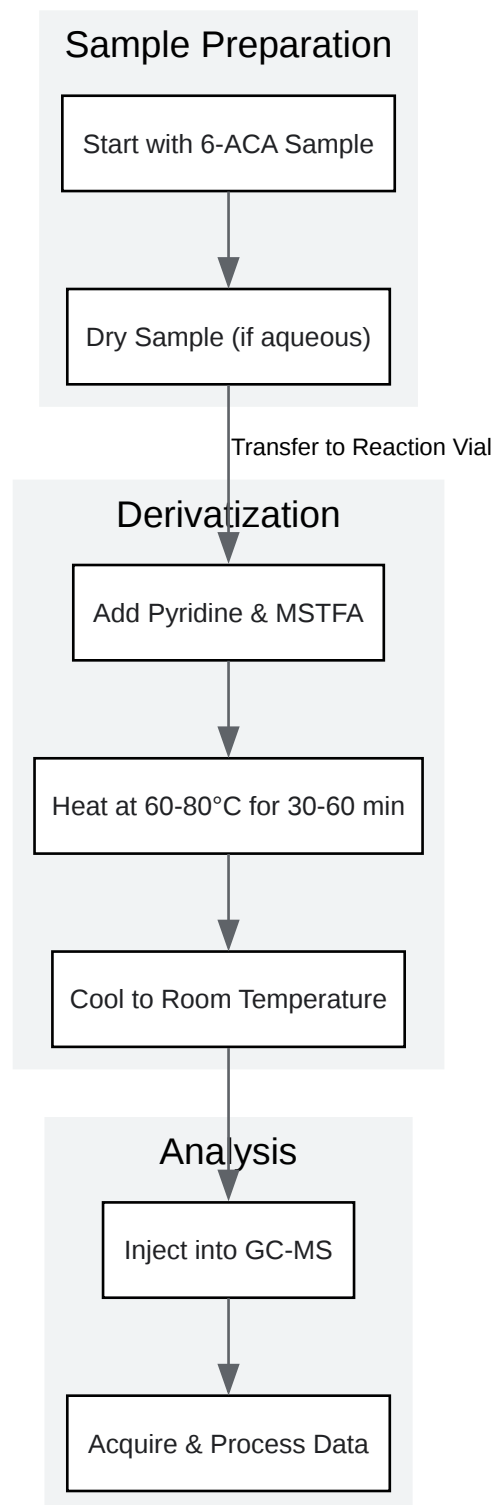 Sample Preparation
Start with 6-ACA Sample
Dry Sample (if aqueous)
Transfer to Reaction Vial
Derivatization
Add Pyridine & MSTFA
Heat at 60-80°C for 30-60 min
Cool to Room Temperature
Analysis
Inject into GC-MS
Acquire & Process Data